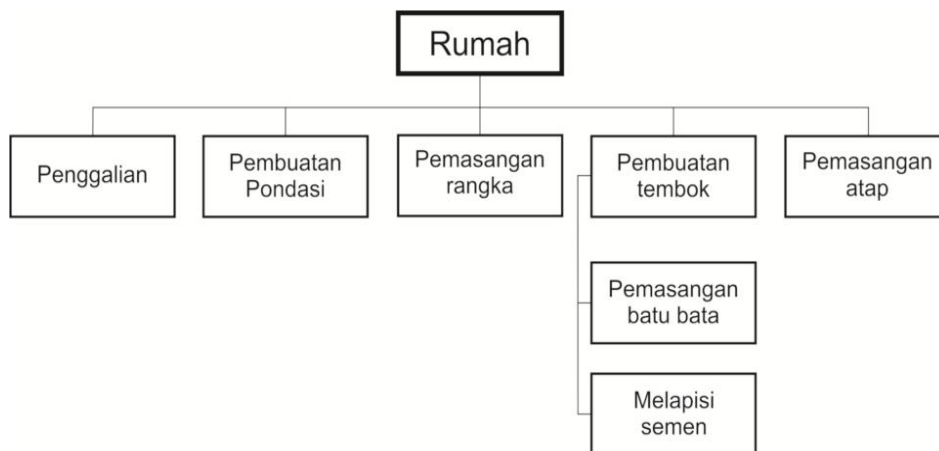 Rumah
Penggalian
Pembuatan
Pondasi
Pemasangan
rangka
Pembuatan
tembok
Pemasangan
atap
Pemasangan
batu bata
Melapisi
semen